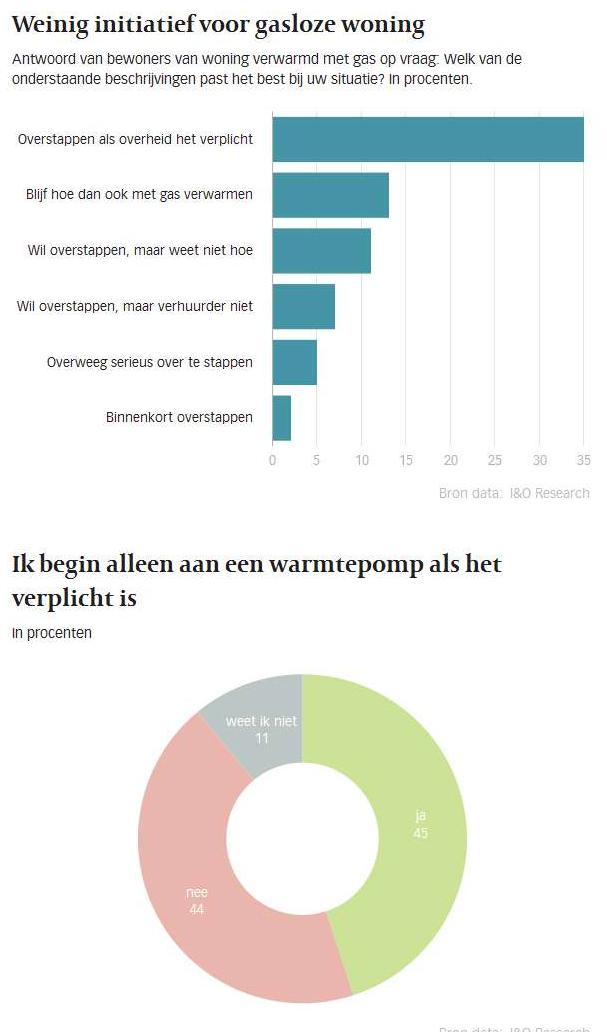 Weinig initiatief voor gasloze woning
Antwoord van bewoners van woning verwarmd met gas op vraag: Welk van de
onderstaande beschrijvingen past het best bij uw situatie? In procenten.
Overstappen als overheid het verplicht
Blijf hoe dan ook met gas verwarmen
Wil overstappen, maar weet niet hoe
Wil overstappen, maar verhuurder niet
Overweeg serieus over te stappen
Binnenkort overstappen
0 5 10 15 20 25 30 35
Bron data: I&O Research
Ik begin alleen aan een warmtepomp als het
verplicht is
In procenten
weet ik niet
11
ja
45
nee
44
Bron data: I&O Research